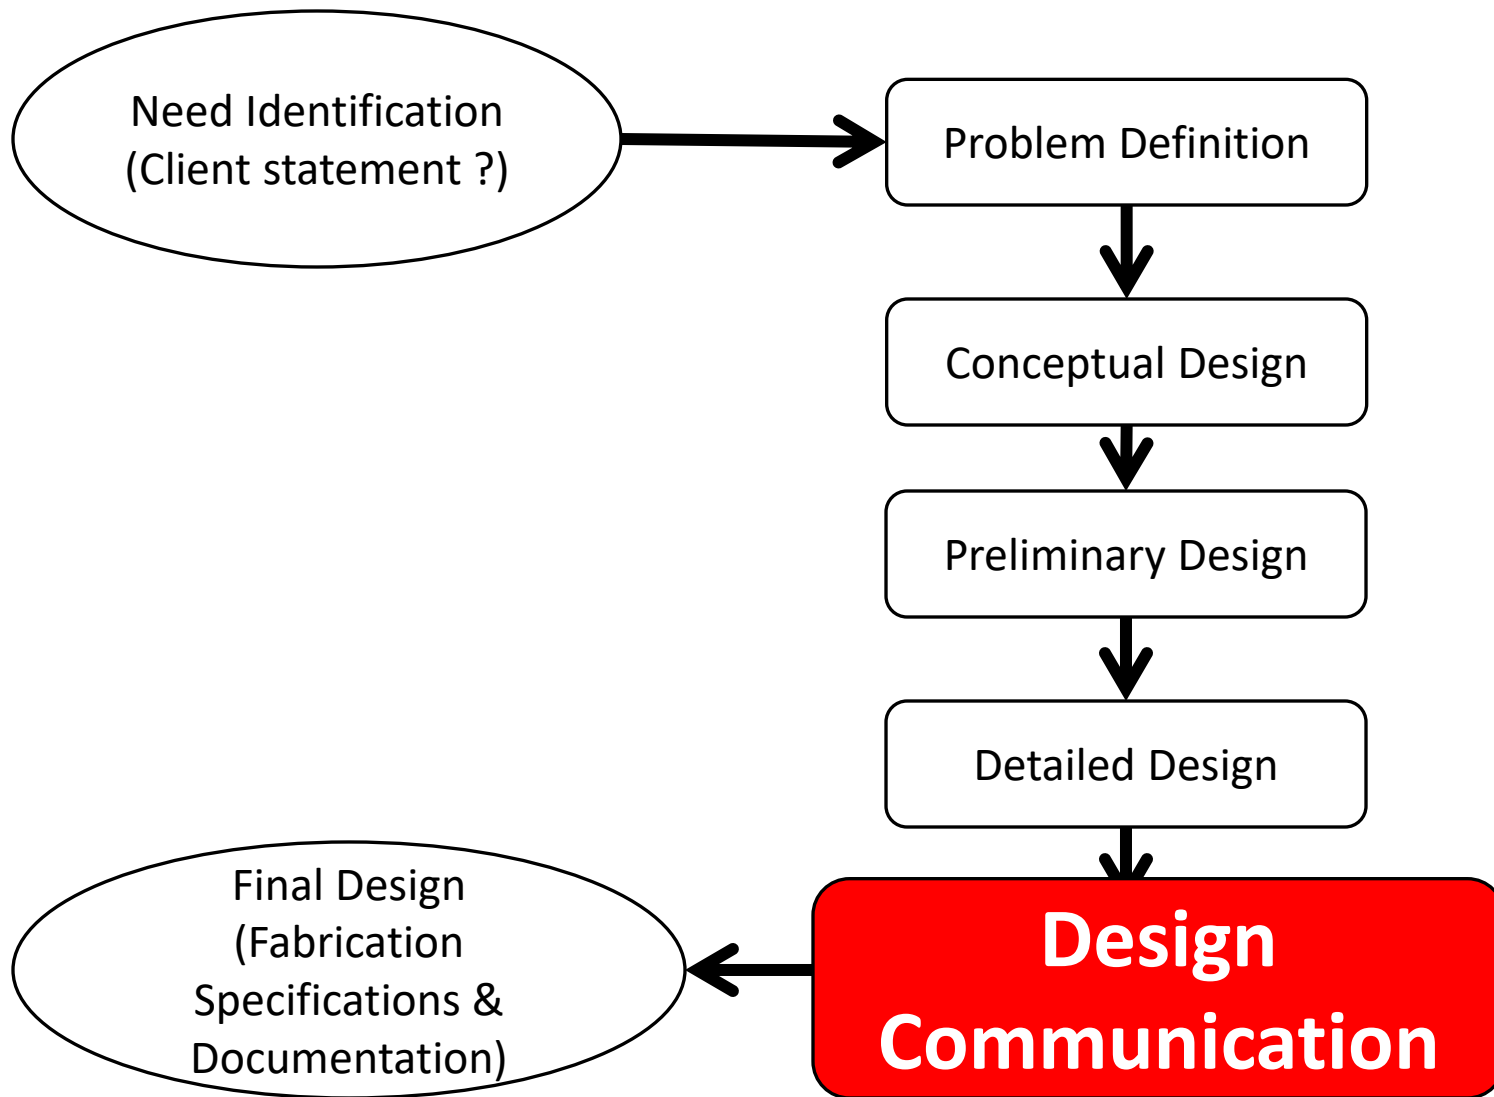 Need Identification
(Client statement ?)
Problem Definition
Conceptual Design
Preliminary Design
Detailed Design
Design
Communication
Final Design
(Fabrication
Specifications &
Documentation)